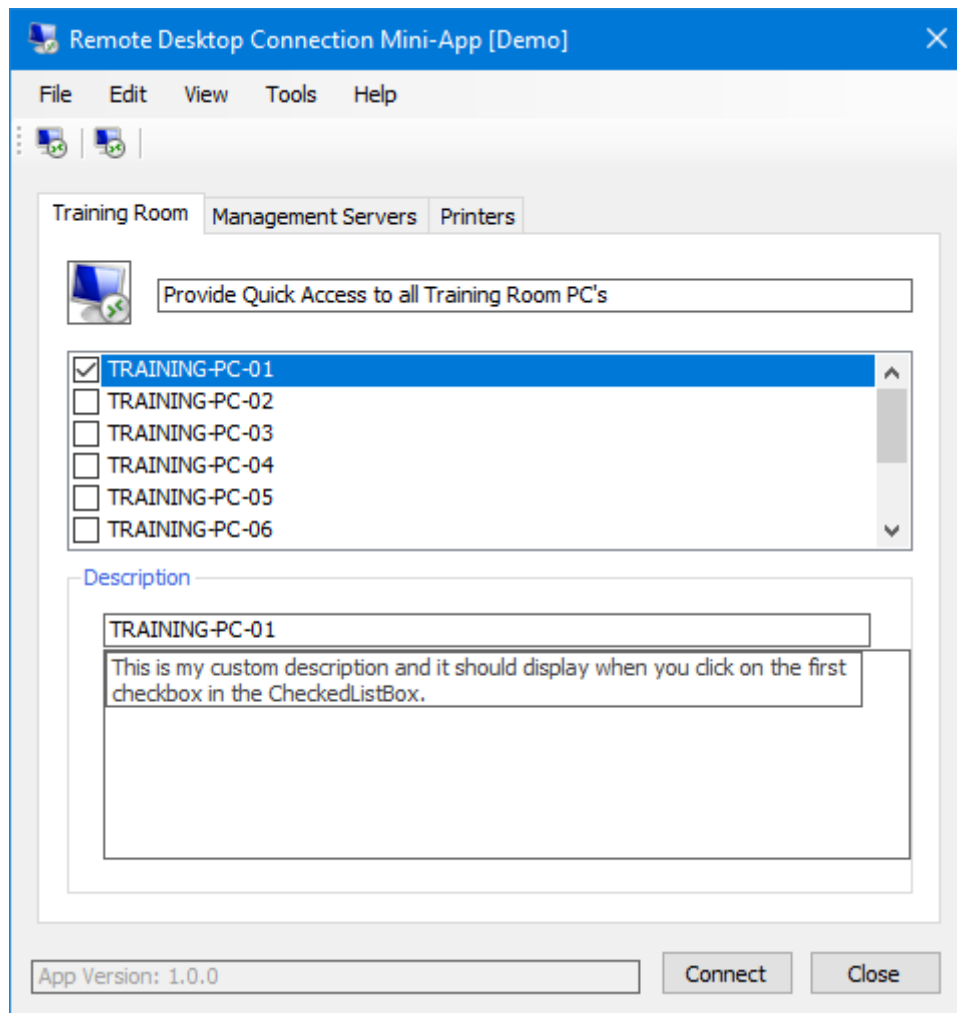 Remote Desktop Connection Mini-App [Demo]
File Edit View Tools Help
Training Room Management Servers Printers
Provide Quick Access to all Training Room PC's
TRAINING-PC-01
TRAINING-PC-02
TRAINING-PC-03
TRAINING-PC-04
TRAINING-PC-05
TRAINING-PC-06
Description
TRAINING-PC-01
This is my custom description and it should display when you click on the first
checkbox in the CheckedListBox.
App Version: 1.0.0 Connect Close